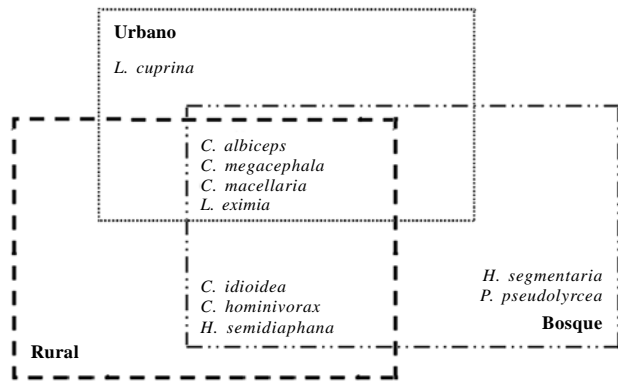 Urbano
L. cuprina
C. albiceps
C. megacephala
C. macellaria
L. eximia
C. idioidea
C. hominivorax
H. semidiaphana
H. segmentaria
P. pseudolyrcea
Bosque
Rural